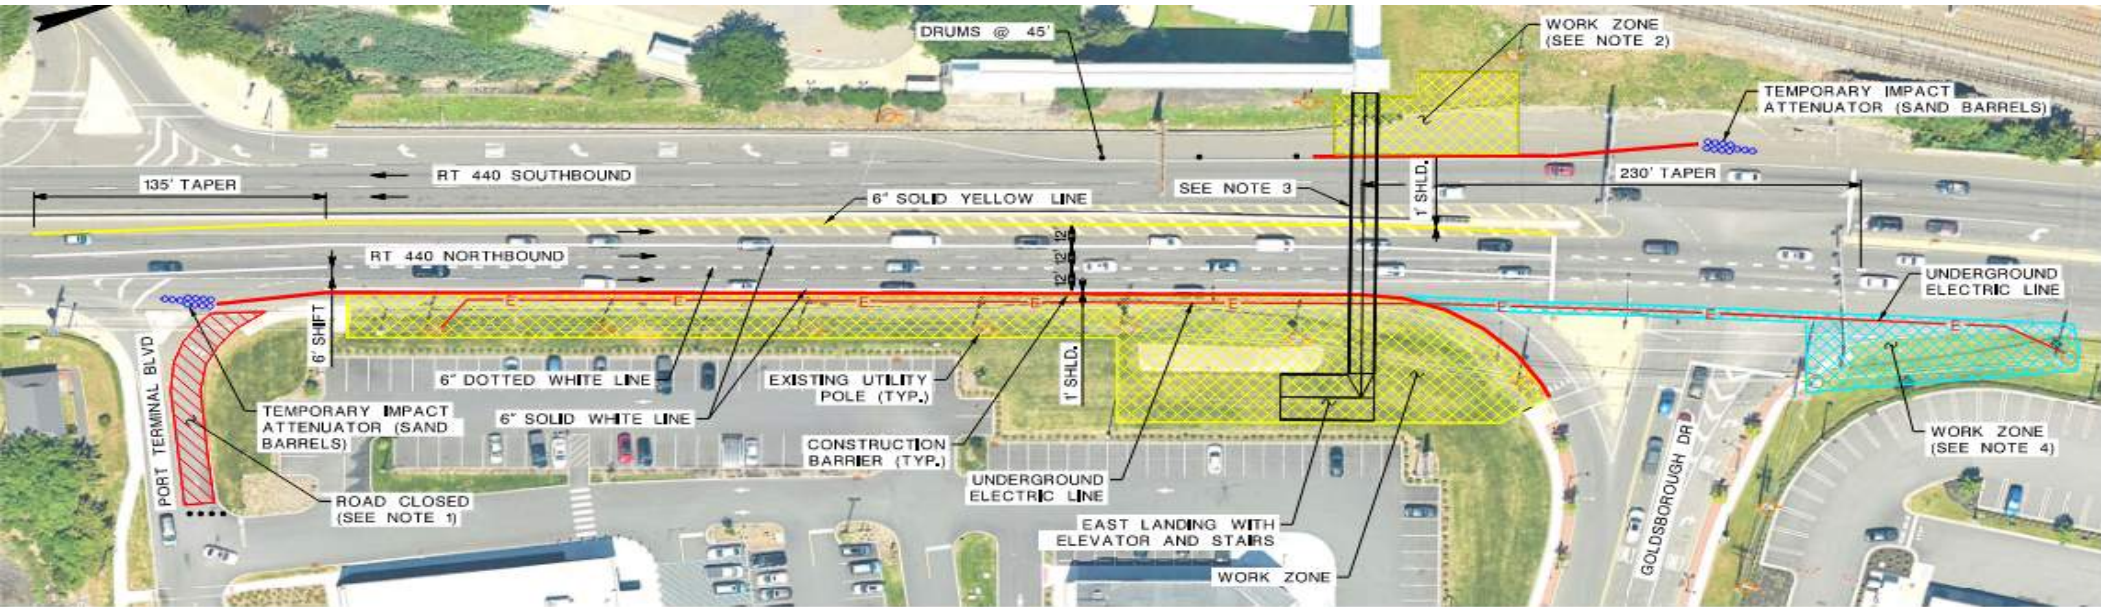 DRUMS @ 45'
WORK ZONE
(SEE NOTE 2)
TEMPORARY IMPACT
ATTENUATOR (SAND BARRELS)
135' TAPER
RT 440 SOUTHBOUND
6" SOLID YELLOW LINE
SEE NOTE 3
1' SHLD.
230' TAPER
RT 440 NORTHBOUND
12'
12'
12'
UNDERGROUND
ELECTRIC LINE
E
E
E
E
E
E
E
E
E
6' SHIFT
PORT TERMINAL BLVD
6" DOTTED WHITE LINE
EXISTING UTILITY
POLE (TYP.)
1' SHLD.
TEMPORARY IMPACT
ATTENUATOR (SAND
BARRELS)
6" SOLID WHITE LINE
CONSTRUCTION
BARRIER (TYP.)
WORK ZONE
(SEE NOTE 4)
ROAD CLOSED
(SEE NOTE 1)
UNDERGROUND
ELECTRIC LINE
EAST LANDING WITH
ELEVATOR AND STAIRS
GOLDSBOROUGH DR
WORK ZONE